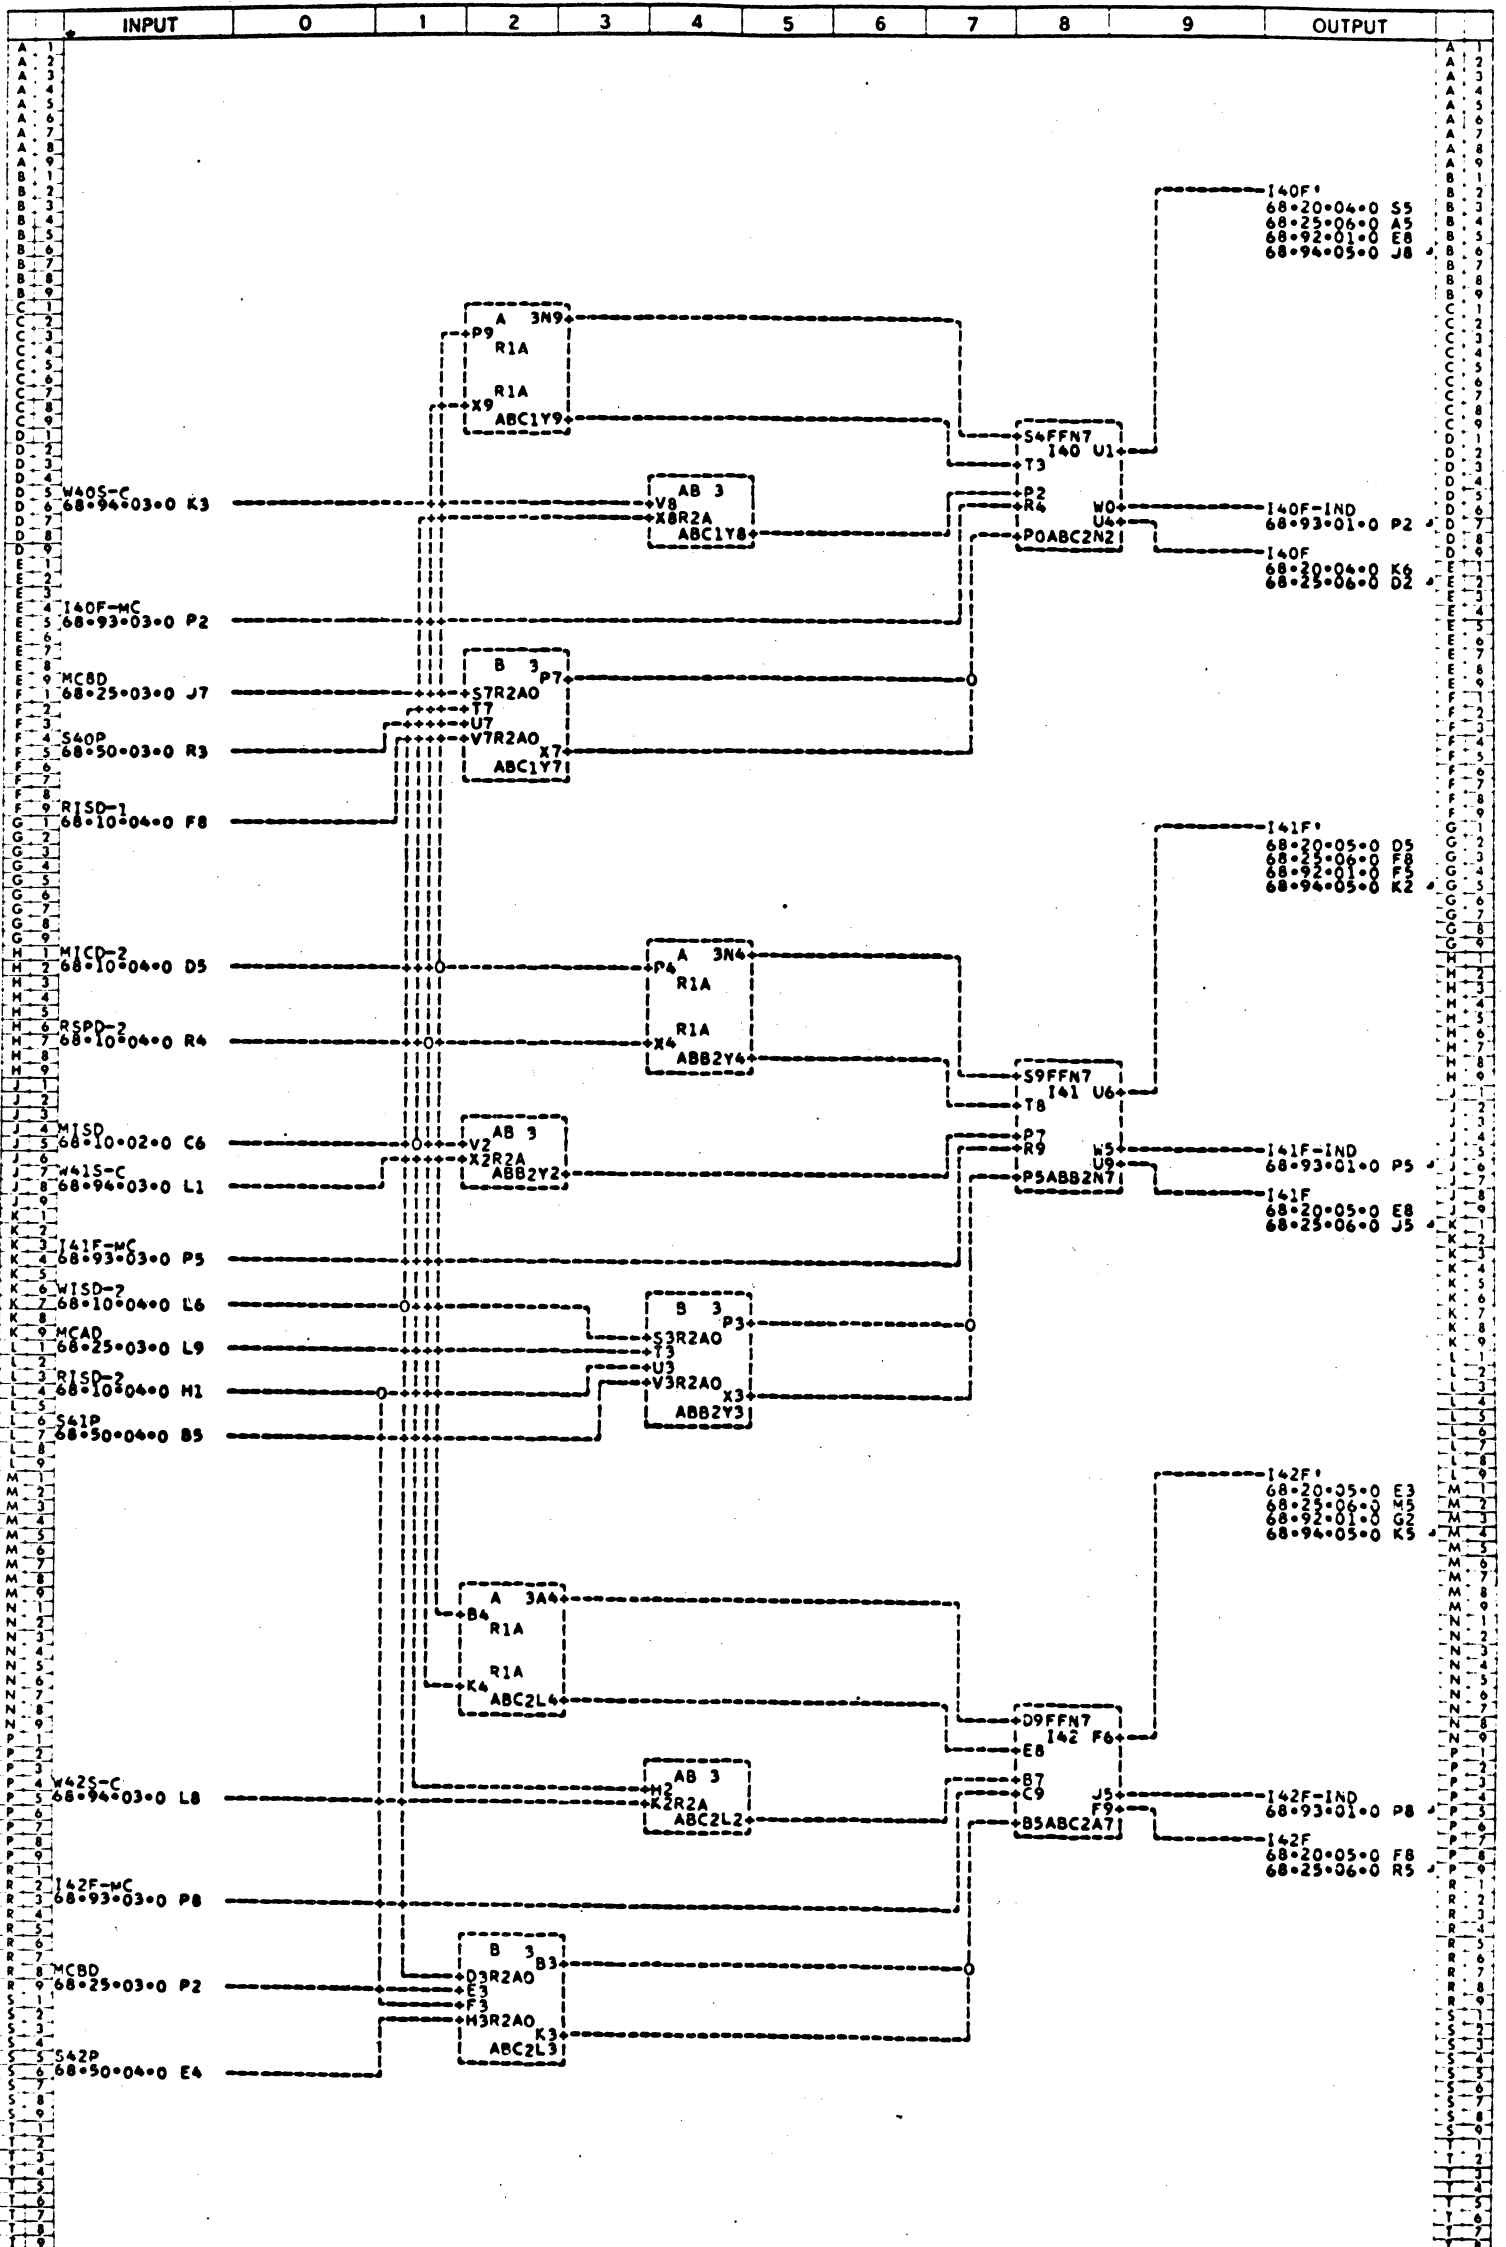 INPUT 0 1 2 3 4 5 6 7 8 9 OUTPUT
I40F'
68•20•04•0 S5
68•25•06•0 A5
68•92•01•0 E8
68•94•05•0 J8
A 3N9
P9
R1A
R1A
X9
ABC1Y9
S4FFN7
I40 U1
T3
P2
R4 W0
U4
P0ABC2N2
W40S-C
68•94•03•0 K3
AB 3
V8
X8R2A
ABC1Y8
I40F-IND
68•93•01•0 P2
I40F
68•20•04•0 K6
68•25•06•0 D2
I40F-MC
68•93•03•0 P2
MCBD
68•25•03•0 J7
B 3
P7
S7R2AO
T7
U7
V7R2AO
X7
ABC1Y7
S40P
68•50•03•0 R3
RISD-1
68•10•04•0 F8
I41F'
68•20•05•0 D5
68•25•06•0 F8
68•92•01•0 F5
68•94•05•0 K2
MICD-2
68•10•04•0 D5
A 3N4
P4
R1A
R1A
X4
ABB2Y4
RSPD-2
68•10•04•0 R4
S9FFN7
I41 U6
T8
P7
R9 W5
U9
P5ABB2N7
MISD
68•10•02•0 C6
AB 3
V2
X2R2A
ABB2Y2
W41S-C
68•94•03•0 L1
I41F-IND
68•93•01•0 P5
I41F
68•20•05•0 E8
68•25•06•0 J5
I41F-MC
68•93•03•0 P5
WISD-2
68•10•04•0 L6
MCAD
68•25•03•0 L9
RISD-2
68•10•04•0 H1
S41P
68•50•04•0 B5
B 3
P3
S3R2AO
T3
U3
V3R2AO
X3
ABB2Y3
I42F'
68•20•05•0 E3
68•25•06•0 M5
68•92•01•0 G2
68•94•05•0 K5
A 3A4
B4
R1A
R1A
K4
ABC2L4
D9FFN7
I42 F6
E8
B7
C9 J5
F9
B5ABC2A7
W42S-C
68•94•03•0 L8
AB 3
H2
K2R2A
ABC2L2
I42F-IND
68•93•01•0 P8
I42F
68•20•05•0 F8
68•25•06•0 R5
I42F-MC
68•93•03•0 P8
MCBD
68•25•03•0 P2
B 3
B3
D3R2AO
E3
F3
H3R2AO
K3
ABC2L3
S42P
68•50•04•0 E4